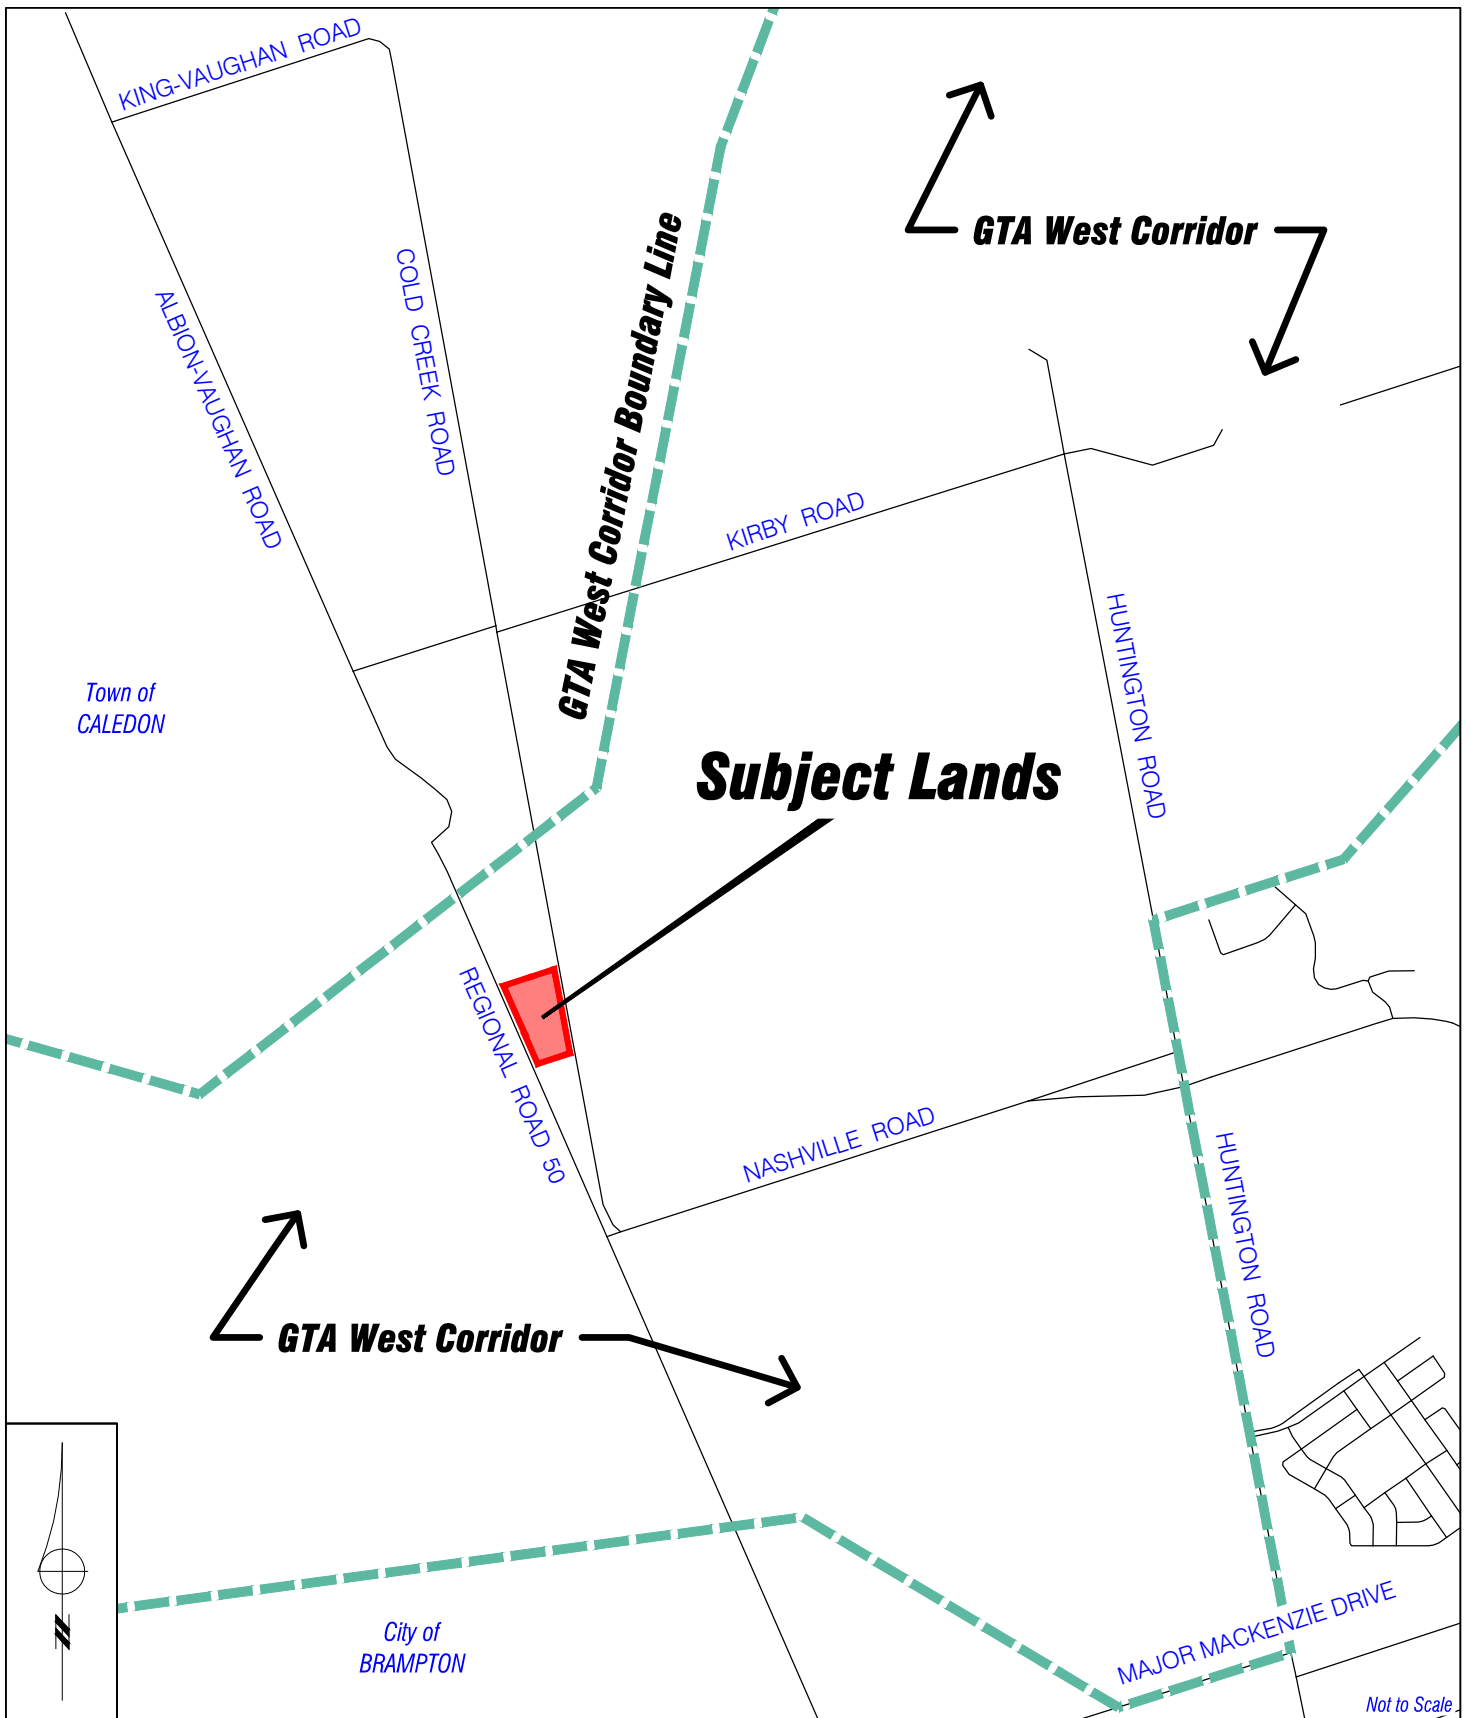 KING-VAUGHAN ROAD
GTA West Corridor
COLD CREEK ROAD
ALBION-VAUGHAN ROAD
GTA West Corridor Boundary Line
KIRBY ROAD
HUNTINGTON ROAD
Town of
CALEDON
Subject Lands
REGIONAL ROAD 50
NASHVILLE ROAD
HUNTINGTON ROAD
GTA West Corridor
N
City of
BRAMPTON
MAJOR MACKENZIE DRIVE
Not to Scale